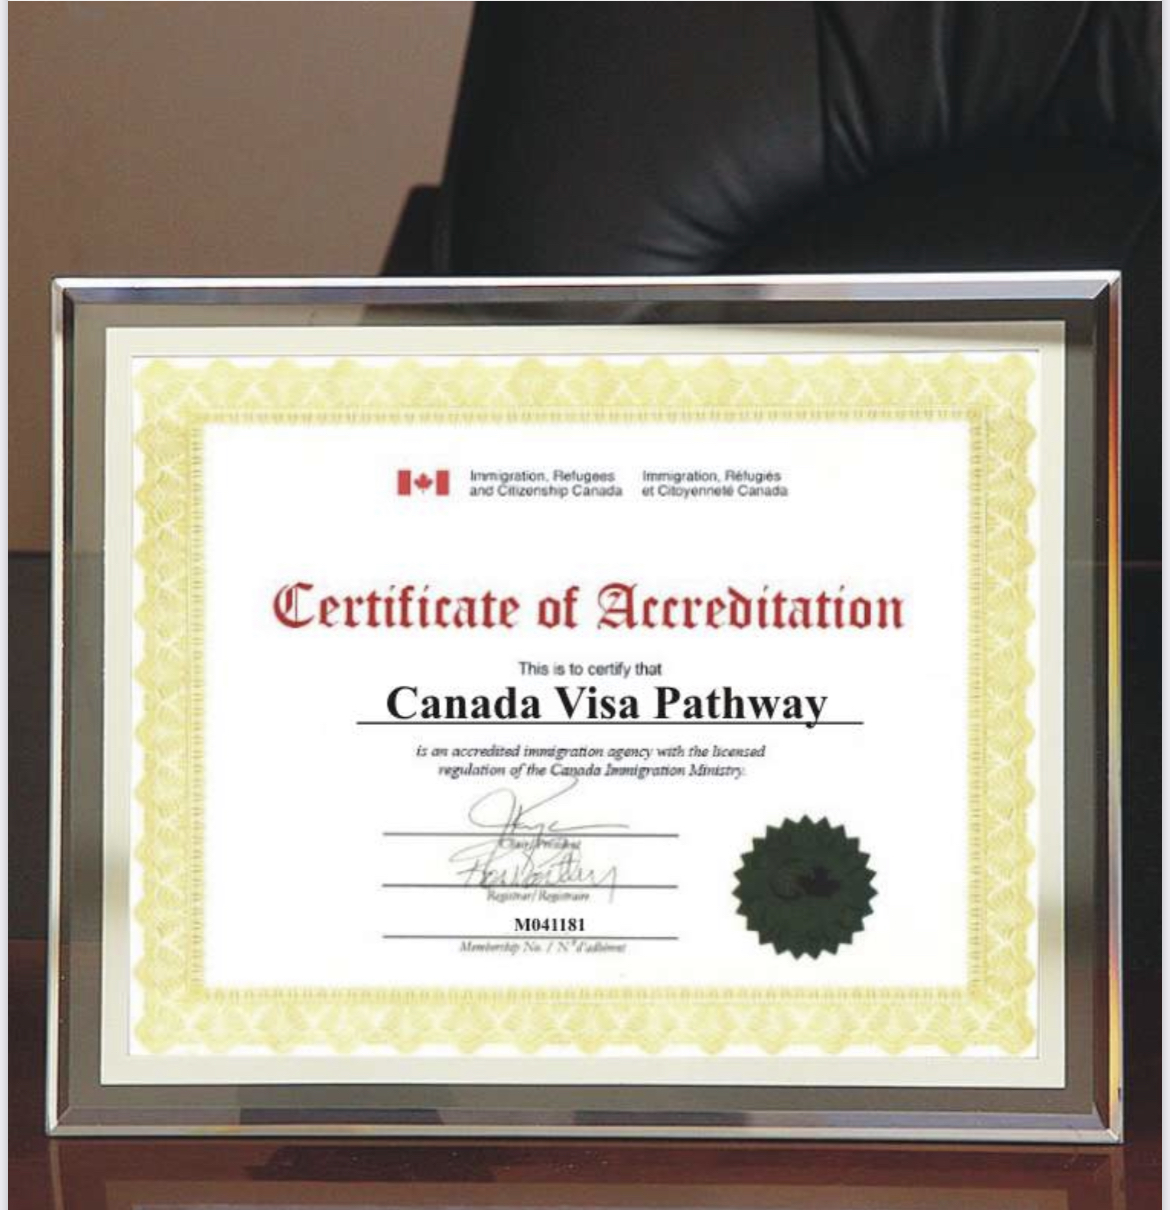 Immigration, Refugees and Citizenship Canada
Immigration, Réfugiés et Citoyenneté Canada
Certificate of Accreditation
This is to certify that
Canada Visa Pathway
is an accredited immigration agency with the licensed
regulation of the Canada Immigration Ministry.
Chair/President
Registrar/ Registraire
M041181
Membership No. / N° d'adhérent